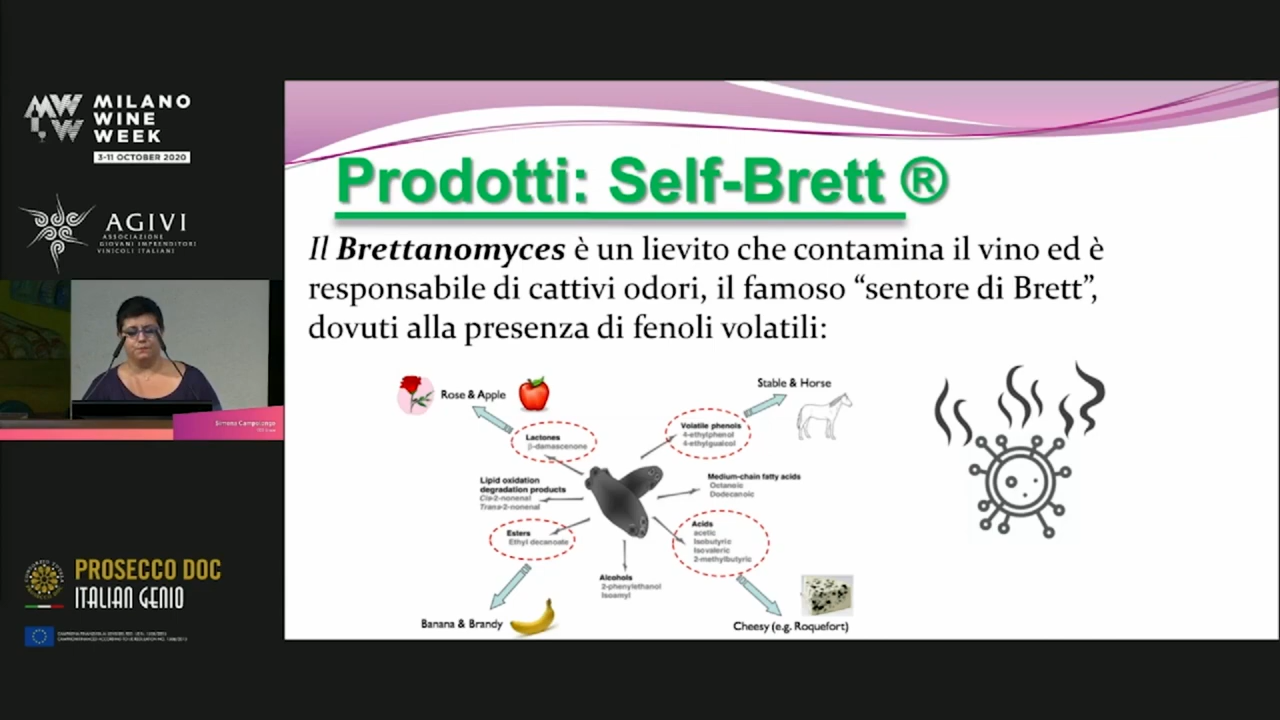 MILANO
WINE
WEEK
3-11 OCTOBER 2020
AGIVI
ASSOCIAZIONE
GIOVANI IMPRENDITORI
VINICOLI ITALIANI
Simona Campolongo
PROSECCO DOC
ITALIAN GENIO
Prodotti: Self-Brett ®
Il Brettanomyces è un lievito che contamina il vino ed è
responsabile di cattivi odori, il famoso “sentore di Brett”,
dovuti alla presenza di fenoli volatili:
Rose & Apple
Stable & Horse
Lactones
β-damascenone
Volatile phenols
4-ethylphenol
4-ethylguaicol
Lipid oxidation
degradation products
Cis-2-nonenal
Trans-2-nonenal
Medium-chain fatty acids
Octanoic
Dodecanoic
Esters
Ethyl decanoate
Acids
acetic
Isobutyric
Isovaleric
2-methylbutyric
Alcohols
2-phenylethanol
Isoamyl
Banana & Brandy
Cheesy (e.g. Roquefort)